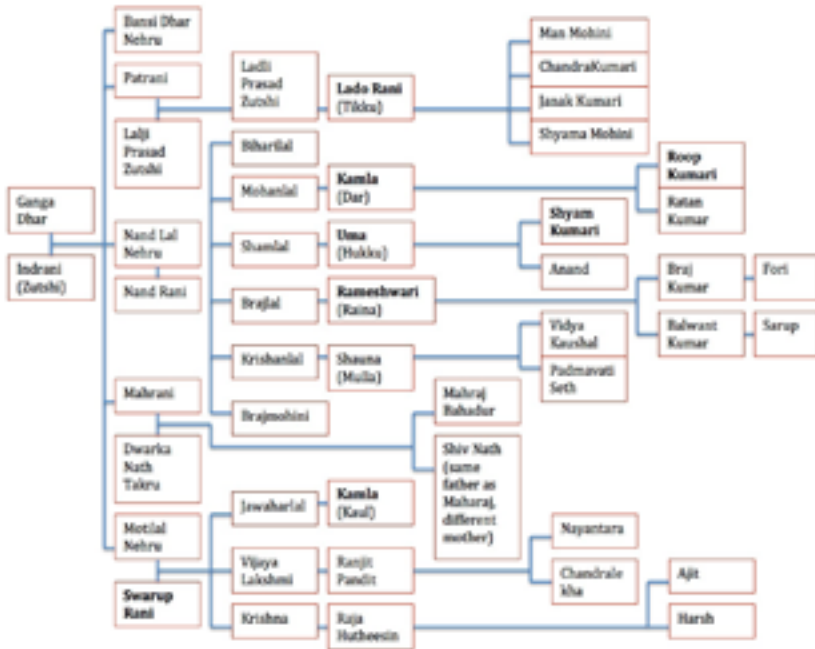 Bansi Dhar
Nehru
Patrani
Lalji
Prasad
Zutshi
Ladli
Prasad
Zutshi
Lado Rani
(Tikku)
Man Mohini
ChandraKumari
Janak Kumari
Shyama Mohini
Ganga
Dhar
Indrani
(Zutshi)
Nand Lal
Nehru
Nand Rani
Biharilal
Mohanlal
Kamla
(Dar)
Roop
Kumari
Ratan
Kumar
Shamlal
Uma
(Hukku)
Shyam
Kumari
Anand
Brajlal
Rameshwari
(Raina)
Braj
Kumar
Fori
Balwant
Kumar
Sarup
Krishanlal
Shauna
(Mulla)
Vidya
Kaushal
Padmavati
Seth
Brajmohini
Mahrani
Dwarka
Nath
Takru
Mahraj
Bahadur
Shiv Nath
(same
father as
Maharaj,
different
mother)
Motilal
Nehru
Swarup
Rani
Jawaharlal
Kamla
(Kaul)
Vijaya
Lakshmi
Ranjit
Pandit
Nayantara
Chandrale
kha
Krishna
Raja
Hutheesin
Ajit
Harsh